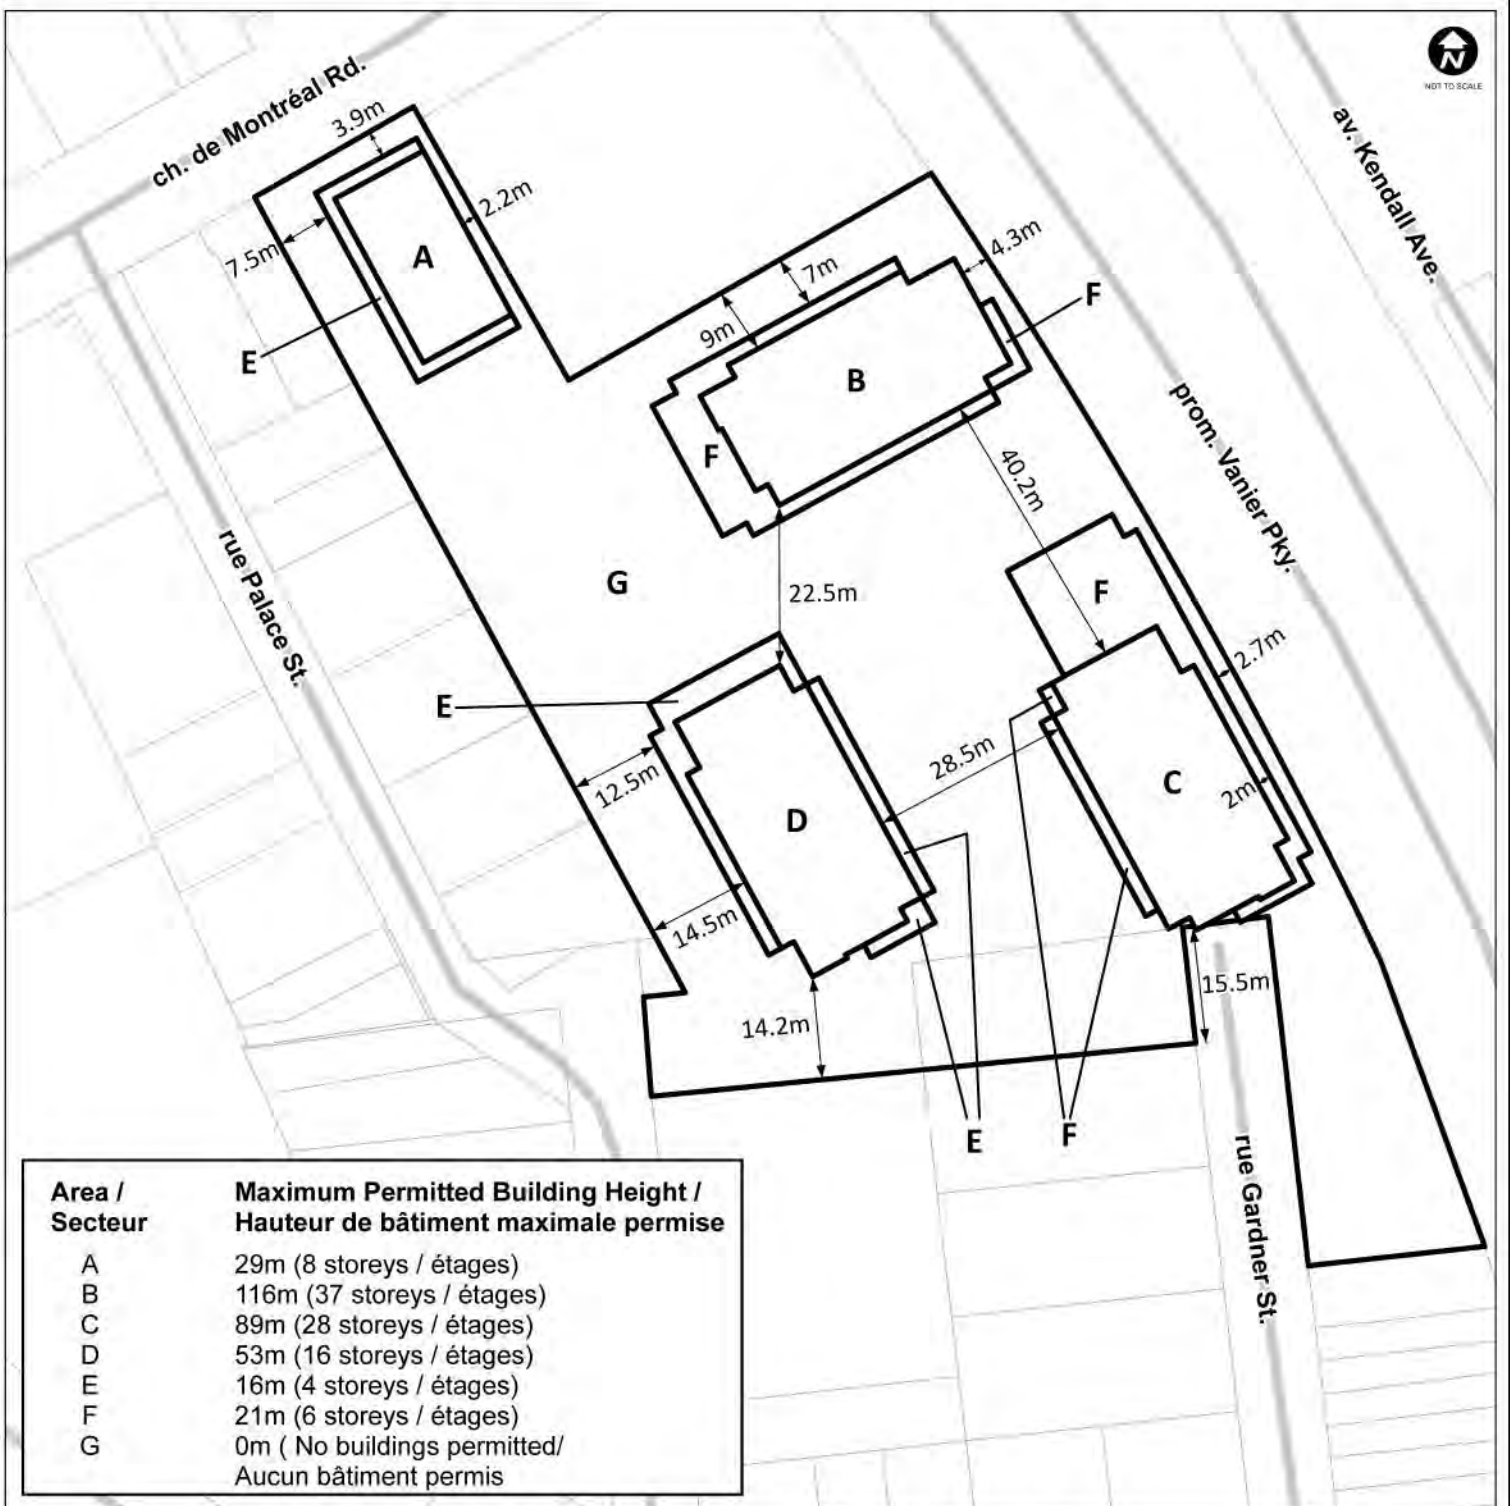 N
NOT TO SCALE
ch. de Montréal Rd.
3.9m
av. Kendall Ave.
2.2m
7.5m
A
4.3m
7m
F
9m
E
B
prom. Vanier Pky.
F
40.2m
rue Palace St.
G
22.5m
F
2.7m
E
28.5m
12.5m
C
2m
D
14.5m
15.5m
14.2m
E
F
rue Gardner St.
Area / Maximum Permitted Building Height /
Secteur Hauteur de bâtiment maximale permise
A 29m (8 storeys / étages)
B 116m (37 storeys / étages)
C 89m (28 storeys / étages)
D 53m (16 storeys / étages)
E 16m (4 storeys / étages)
F 21m (6 storeys / étages)
G 0m ( No buildings permitted/
Aucun bâtiment permis